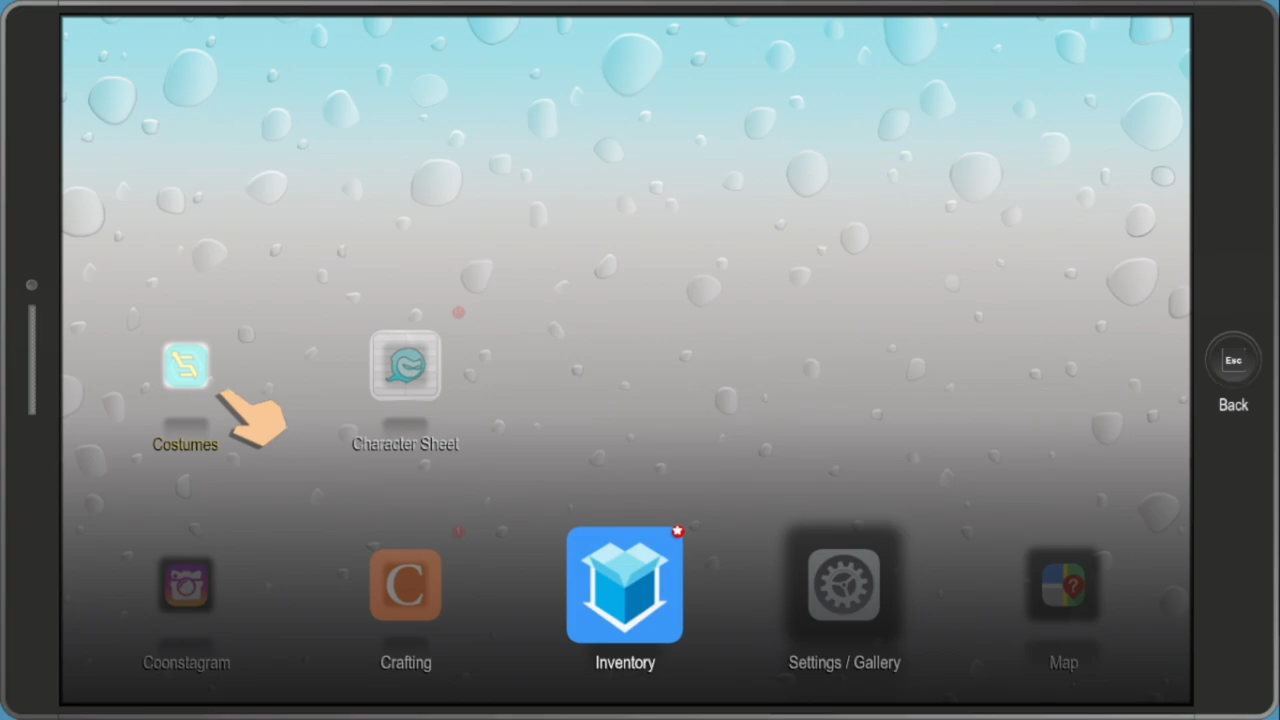 Esc
Back
Costumes
Character Sheet
C
Coonstagram
Crafting
Inventory
Settings / Gallery
?
Map